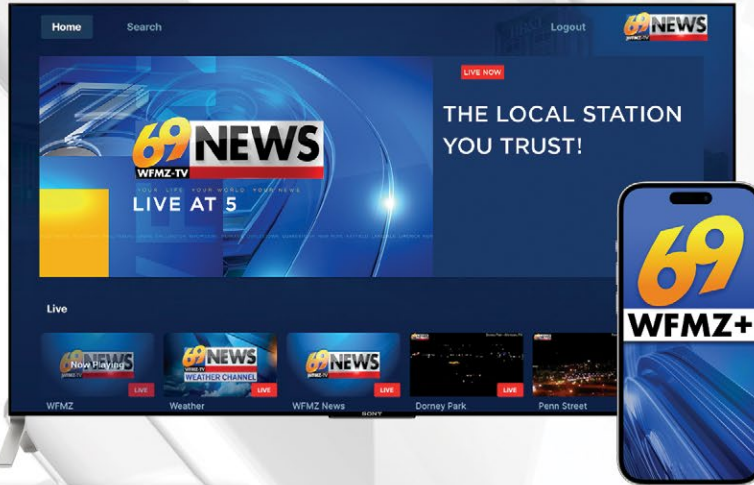 Home
Search
Logout
69 NEWS
WFMZ-TV
LIVE NOW
THE LOCAL STATION
YOU TRUST!
69 NEWS
WFMZ-TV
YOUR LIFE YOUR WORLD YOUR NEWS
LIVE AT 5
Live
69 NEWS
Now Playing
LIVE
69 NEWS
WFMZ-TV
WEATHER CHANNEL
LIVE
69 NEWS
LIVE
LIVE
WFMZ
Weather
WFMZ News
Dorney Park
Penn Street
SONY
69
WFMZ+